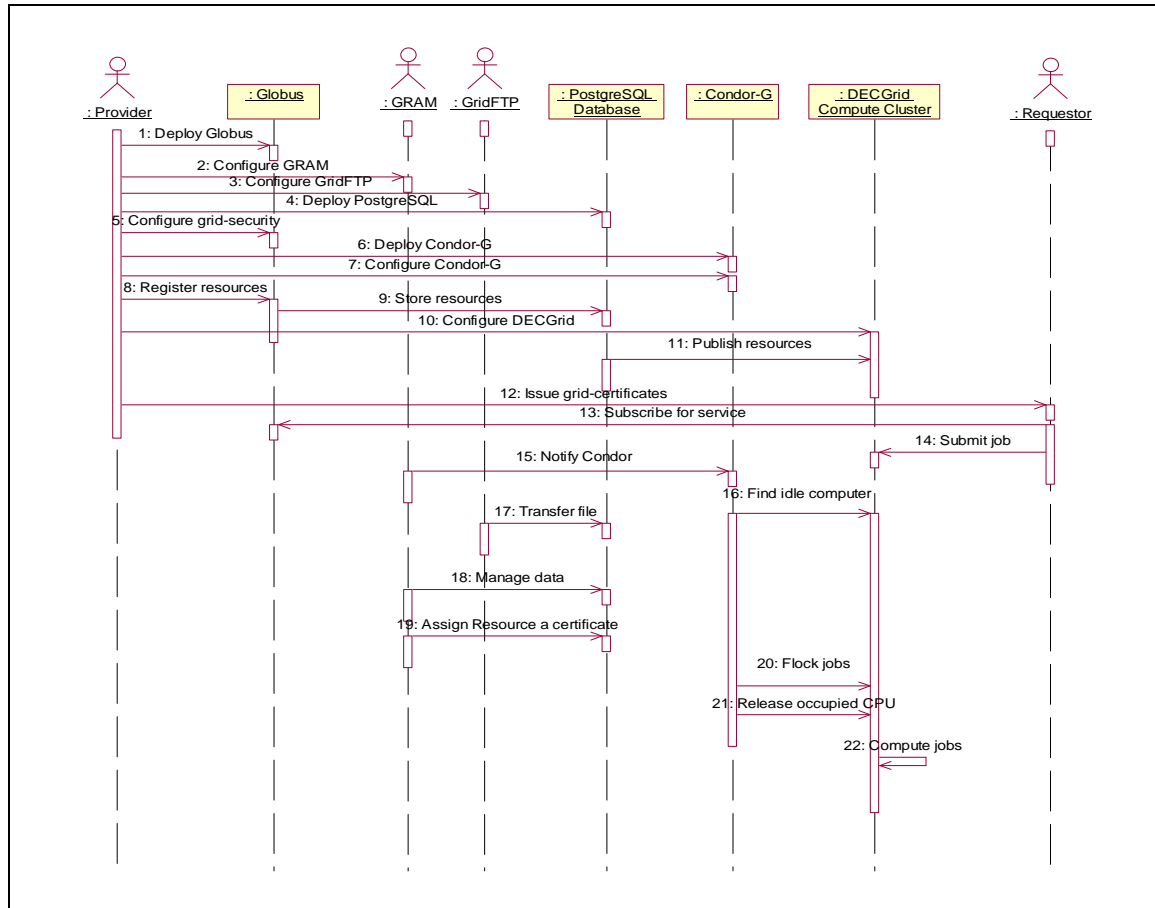 : Provider
: Globus
: GRAM
: GridFTP
: PostgreSQL
Database
: Condor-G
: DECGrid
Compute Cluster
: Requestor
1: Deploy Globus
2: Configure GRAM
3: Configure GridFTP
4: Deploy PostgreSQL
5: Configure grid-security
6: Deploy Condor-G
7: Configure Condor-G
8: Register resources
9: Store resources
10: Configure DECGrid
11: Publish resources
12: Issue grid-certificates
13: Subscribe for service
14: Submit job
15: Notify Condor
16: Find idle computer
17: Transfer file
18: Manage data
19: Assign Resource a certificate
20: Flock jobs
21: Release occupied CPU
22: Compute jobs